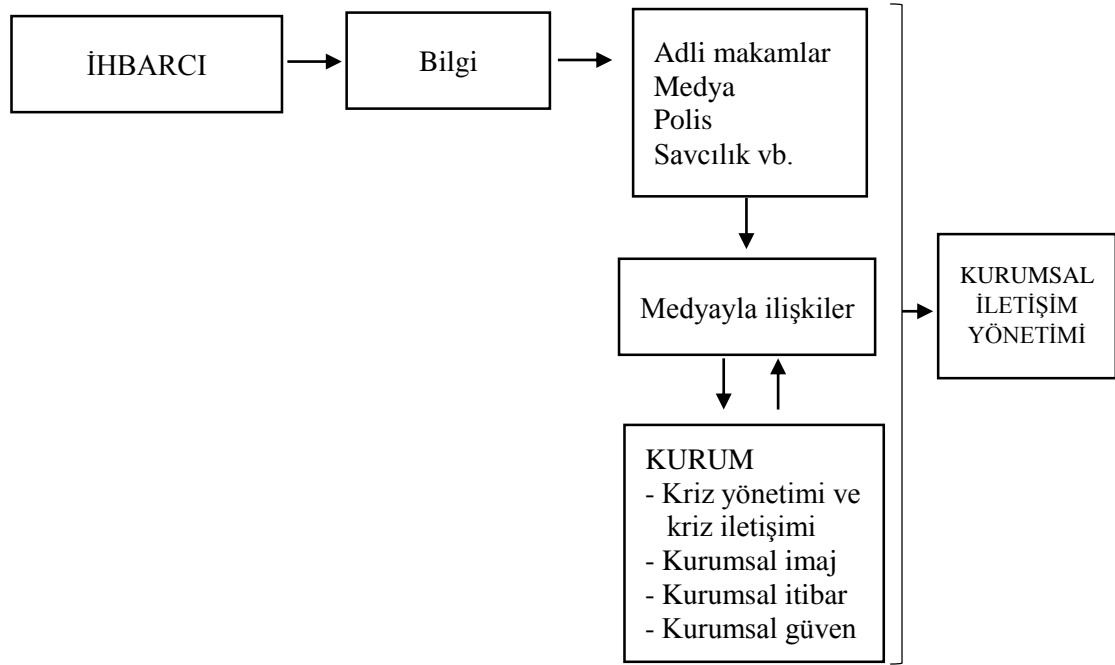 İHBARCI
Bilgi
Adli makamlar
Medya
Polis
Savcılık vb.
Medyayla ilişkiler
KURUM
- Kriz yönetimi ve
kriz iletişimi
- Kurumsal imaj
- Kurumsal itibar
- Kurumsal güven
KURUMSAL
İLETİŞİM
YÖNETİMİ